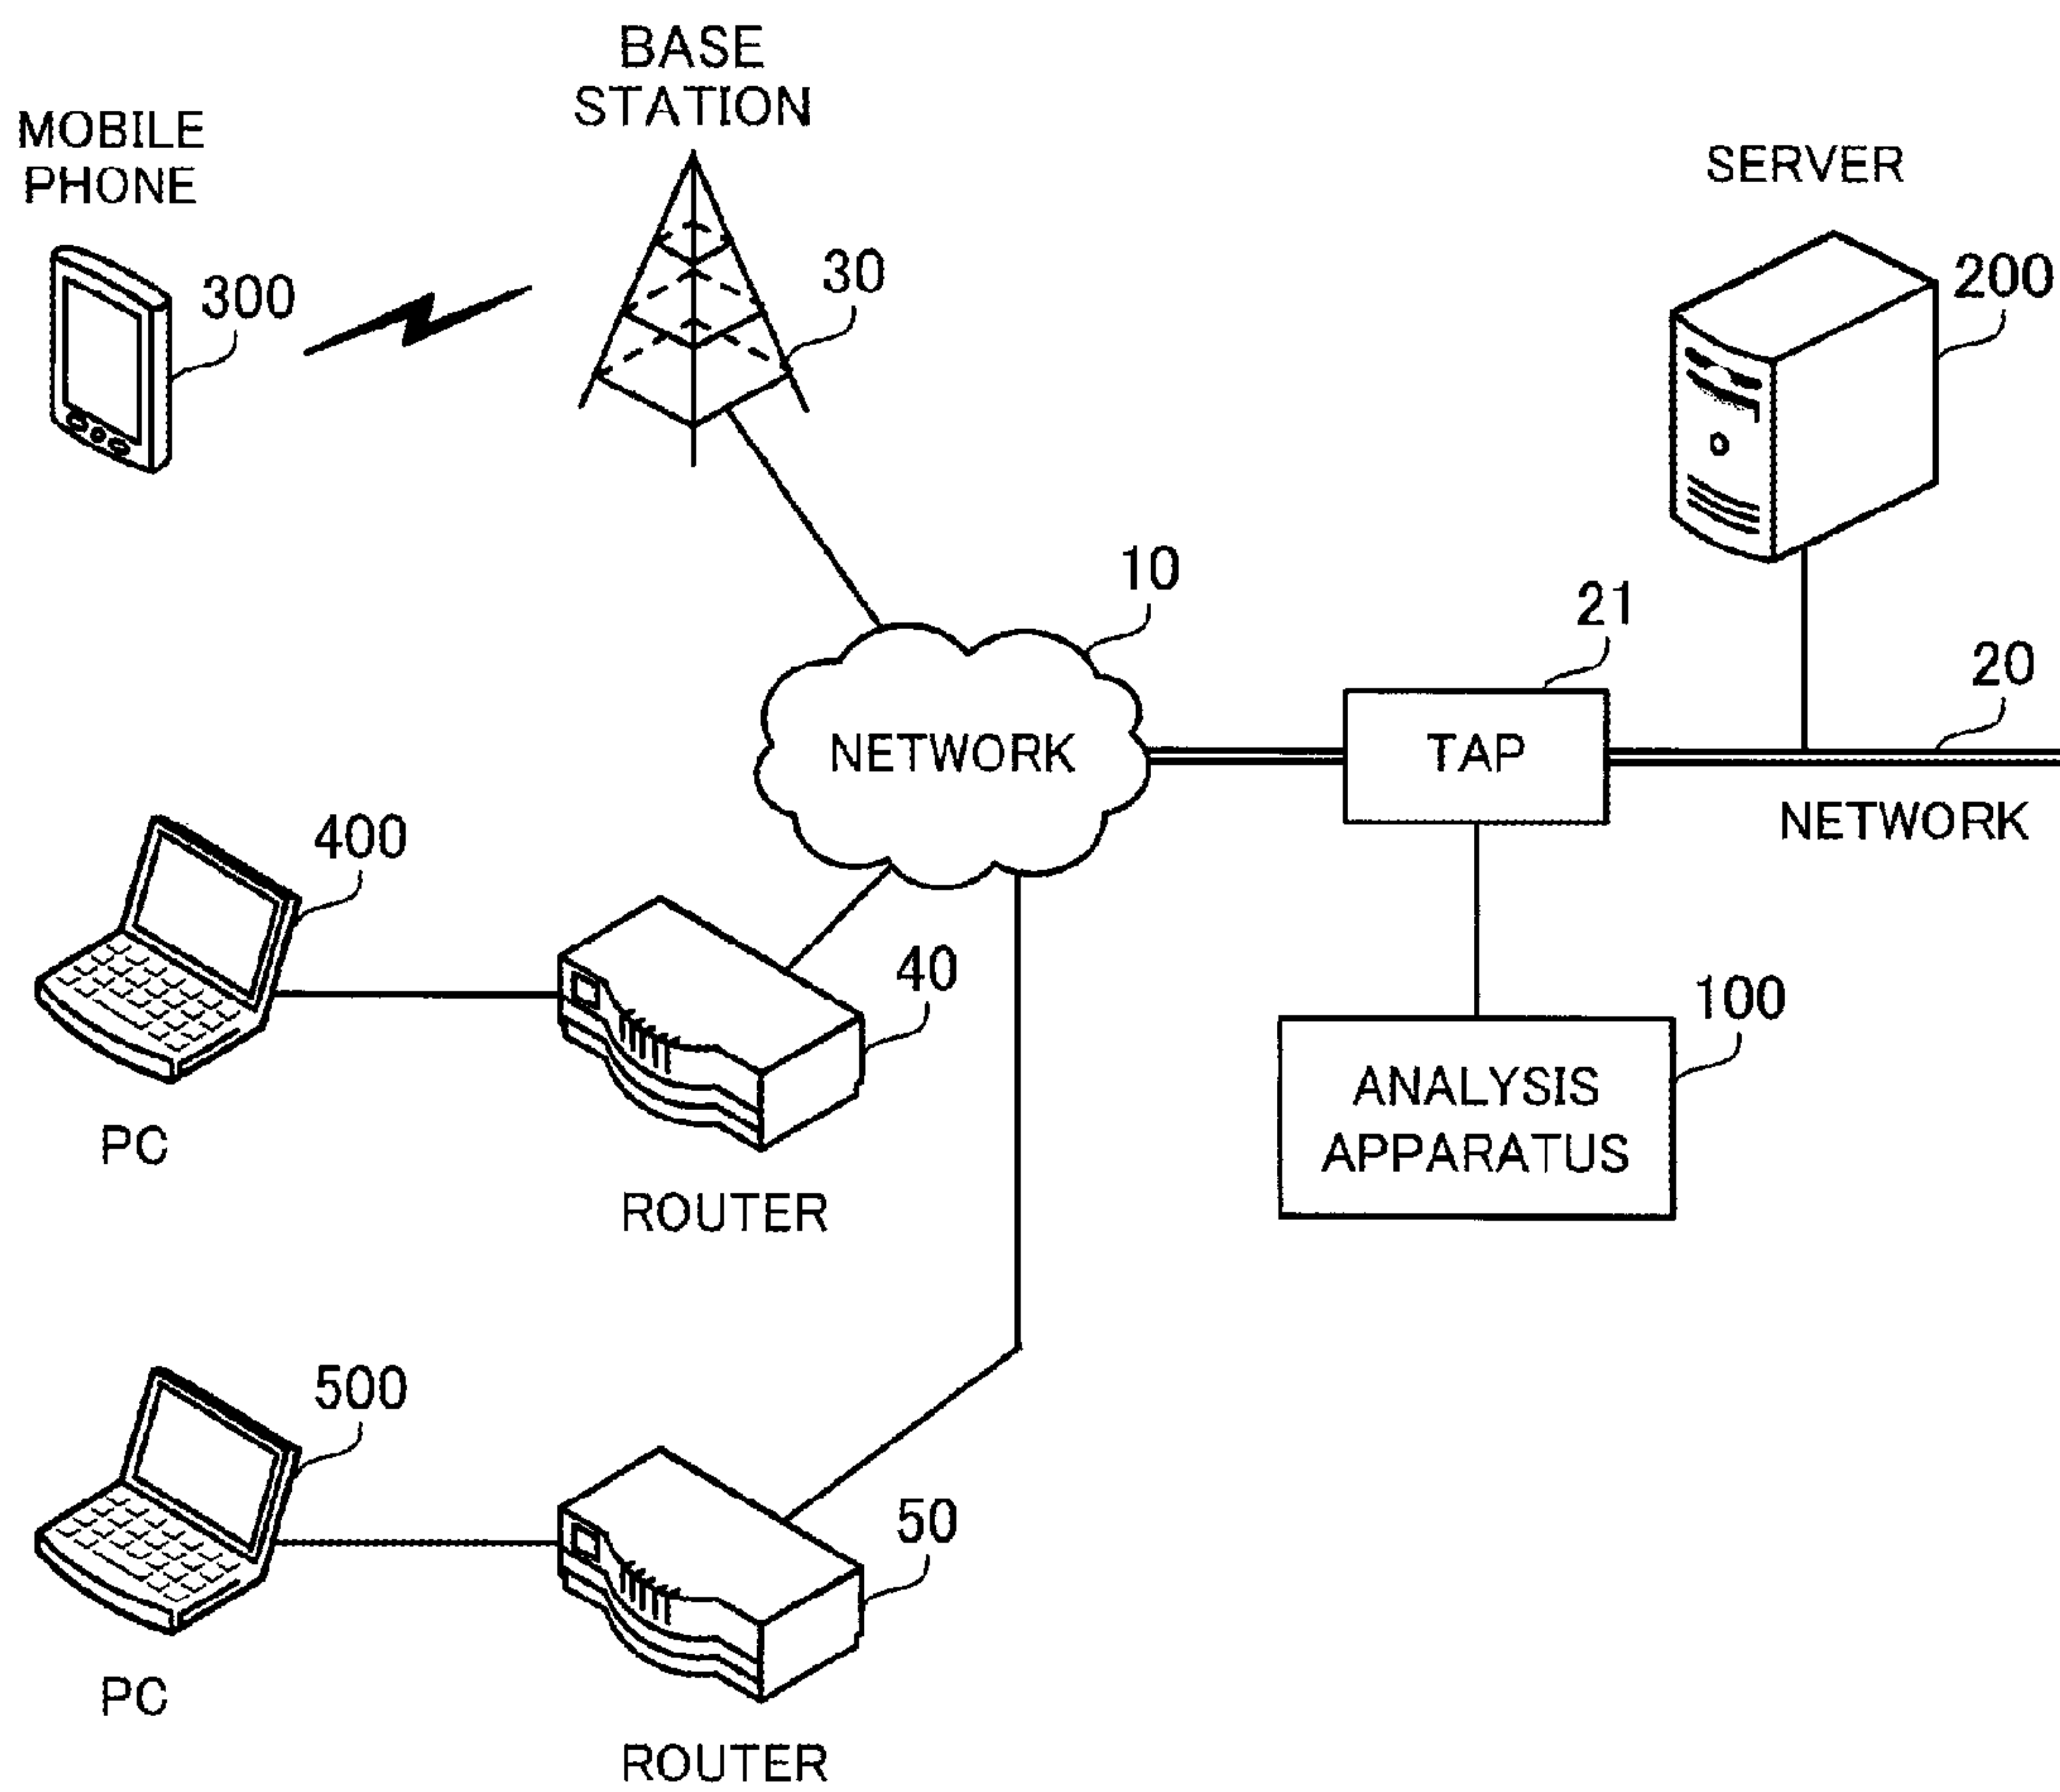 BASE
STATION
MOBILE
PHONE
SERVER
30
200
300
10
21
20
NETWORK
TAP
NETWORK
400
40
100
ANALYSIS
APPARATUS
PC
ROUTER
500
50
PC
ROUTER